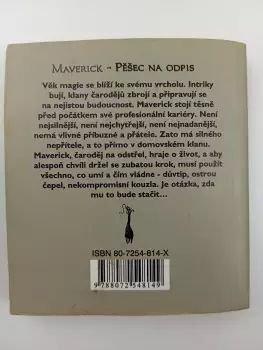 MAVERICK – PĚŠEC NA ODPIS
Věk magie se blíží ke svému vrcholu. Intriky
bují, klany čarodějů zbrojí a připravují se
na nejistou budoucnost. Maverick stojí těsně
před počátkem své profesionální kariéry. Není
nejsilnější, není nejchytřejší, není nejnadanější,
nemá vlivné příbuzné a přátele. Zato má silného
nepřítele, a to přímo v domovském klanu.
Maverick, čaroděj na odstřel, hraje o život, a aby
alespoň chvíli držel se zubatou krok, musí použít
všechno, co umí a čím vládne - důvtip, ostrou
čepel, nekompromisní kouzla. Je otázka, zda
mu to bude stačit...
ISBN 80-7254-814-X
9 788072 548149